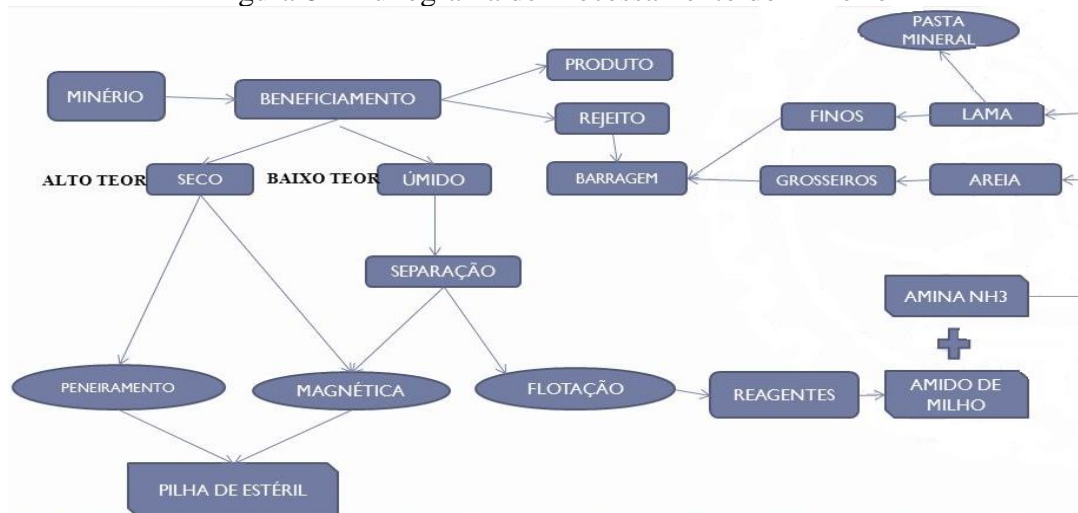 PASTA
MINERAL
PRODUTO
MINÉRIO
BENEFICIAMENTO
REJEITO
FINOS
LAMA
ALTO TEOR
SECO
BAIXO TEOR
ÚMIDO
BARRAGEM
GROSSEIROS
AREIA
SEPARAÇÃO
AMINA NH3
PENEIRAMENTO
MAGNÉTICA
FLOTAÇÃO
REAGENTES
AMIDO DE
MILHO
PILHA DE ESTÉRIL